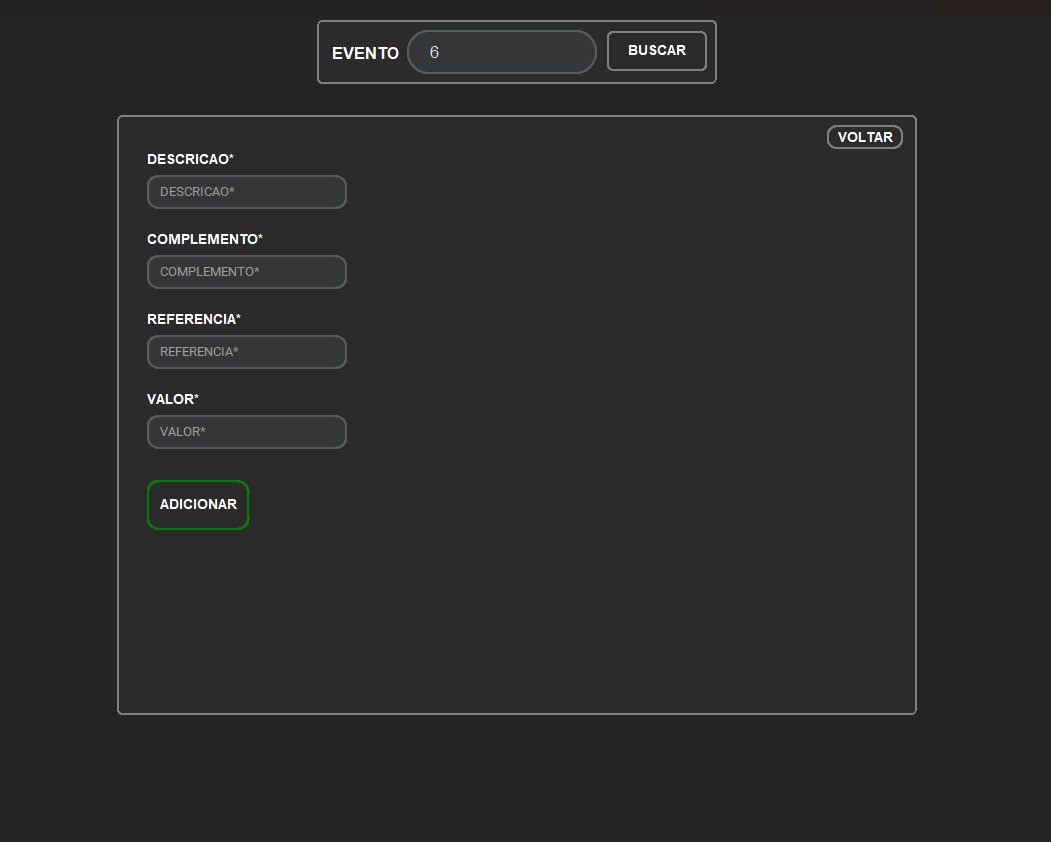 EVENTO 6 BUSCAR
VOLTAR
DESCRICAO*
DESCRICAO*
COMPLEMENTO*
COMPLEMENTO*
REFERENCIA*
REFERENCIA*
VALOR*
VALOR*
ADICIONAR